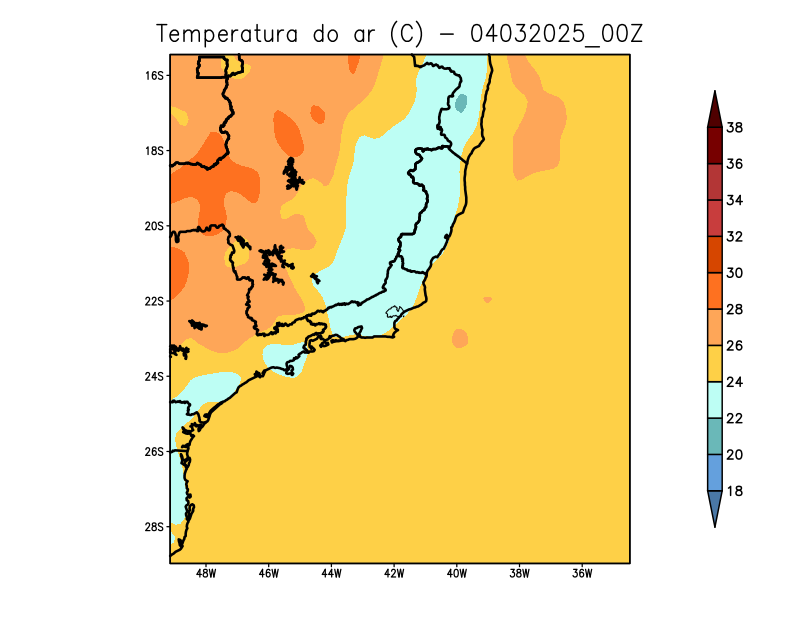 Temperatura do ar (C) – 04032025_00Z
16S
18S
20S
22S
24S
26S
28S
48W 46W 44W 42W 40W 38W 36W
38
36
34
32
30
28
26
24
22
20
18